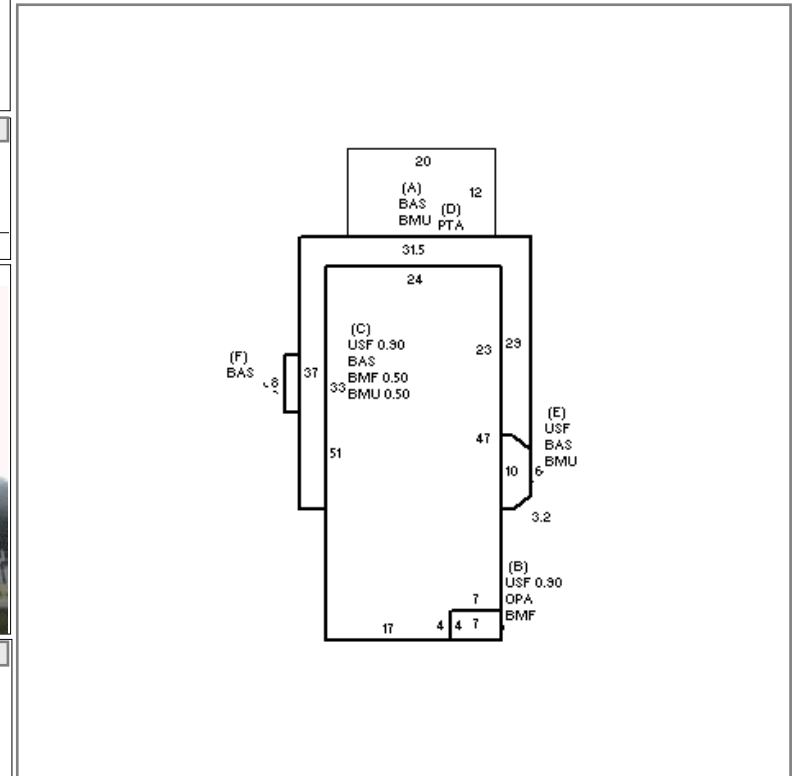 20
12
(A)
BAS
BMU
(D)
PTA
31.5
24
(C)
USF 0.90
BAS
BMF 0.50
BMU 0.50
23
29
(F)
BAS
8
37
33
51
47
(E)
USF
BAS
BMU
10
6
3.2
(B)
USF 0.90
OPA
BMF
7
17
4
4
7